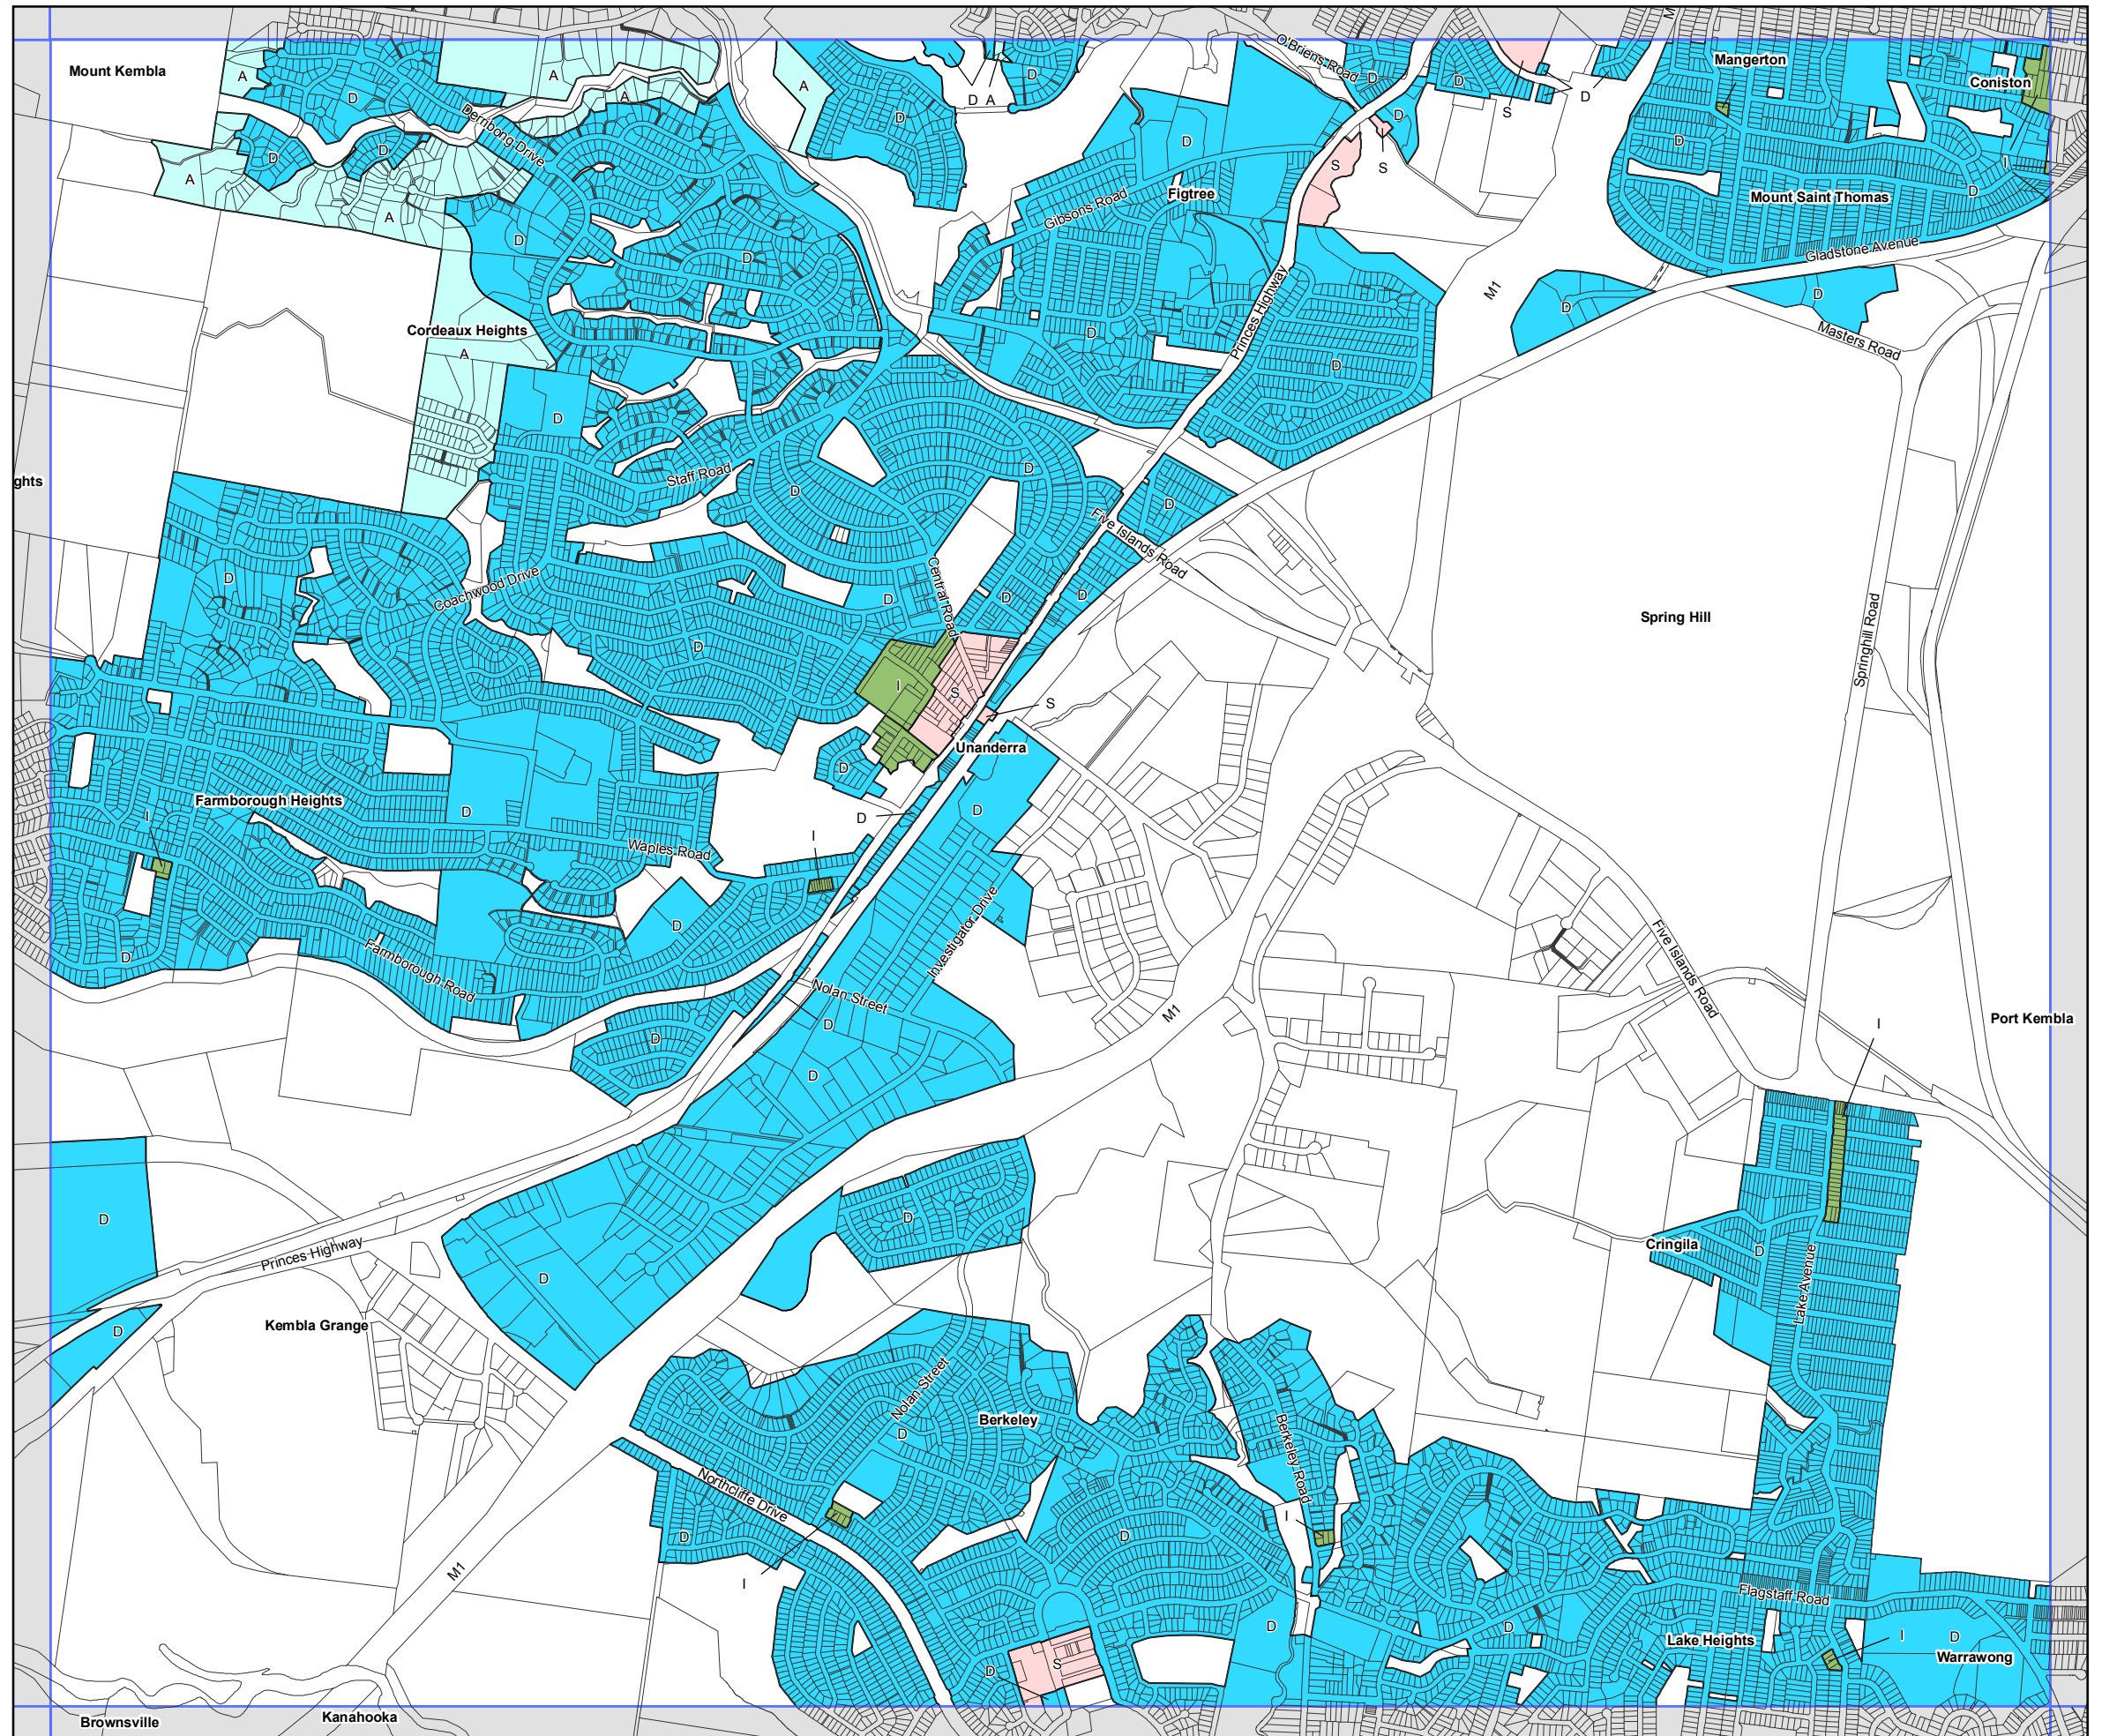 M
O'Briens Road
Mangerton
Mount Kembla
A
A
D
D
D
Coniston
A
A
D
D A
D
D
S
D
Derribong Drive
D
D
S
D
D
D
D
I
A
S
S
Figtree
D
Mount Saint Thomas
A
Gibsons Road
D
D
Gladstone Avenue
M1
D
D
Cordeaux Heights
Princes Highway
D
Masters Road
A
D
D
D
Staff Road
D
ghts
D
D
Five Islands Road
Central Road
Coachwood Drive
D
D
D
D
Spring Hill
Springhill Road
D
I
S
S
Unanderra
D
Farmborough Heights
I
D
D
D
I
Waples Road
Investigator Drive
D
D
Farmborough Road
Five Islands Road
Nolan Street
M1
Port Kembla
I
D
D
D
D
D
Princes Highway
Cringila
D
D
Lake Avenue
Kembla Grange
D
Nolan Street
Berkeley
D
Berkeley Road
Northcliffe Drive
I
D
D
M1
I
Flagstaff Road
D
D
Lake Heights
I
D
Warrawong
S
D
Brownsville
Kanahooka